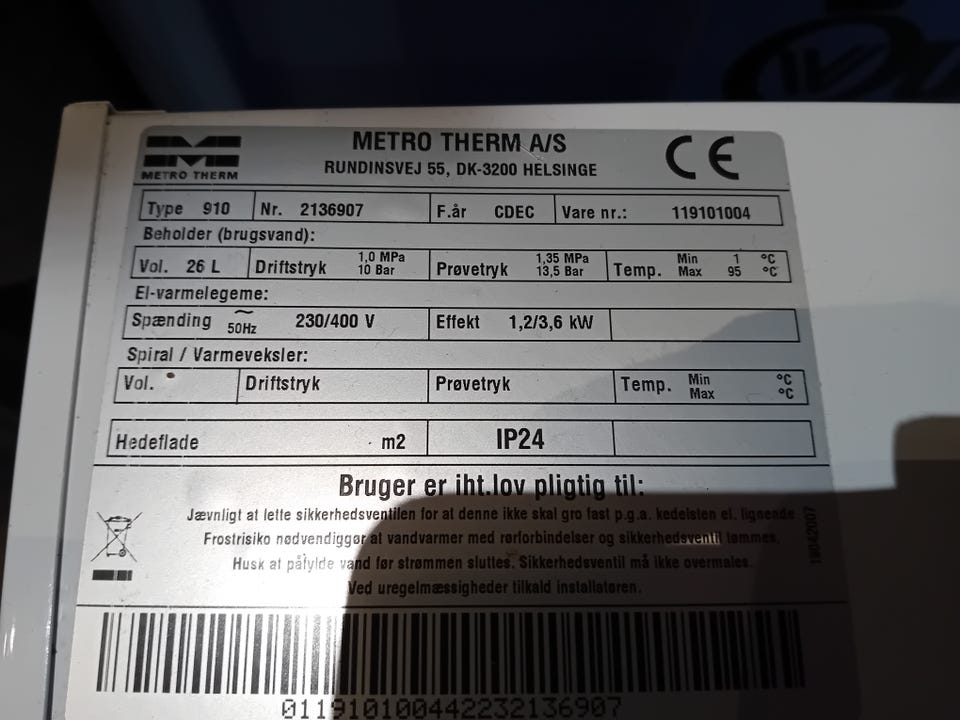 METRO THERM A/S
RUNDINSVEJ 55, DK-3200 HELSINGE
METRO THERM
CE
Type 910 Nr. 2136907 F.år CDEC Vare nr.: 119101004
Beholder (brugsvand):
Vol. 26 L Driftstryk 1,0 MPa 10 Bar Prøvetryk 1,35 MPa 13,5 Bar Temp. Min 1 °C Max 95 °C
El-varmelegeme:
Spænding ~ 50Hz 230/400 V Effekt 1,2/3,6 kW
Spiral / Varmeveksler:
Vol. Driftstryk Prøvetryk Temp. Min °C Max °C
Hedeflade m2 IP24
Bruger er iht.lov pligtig til:
Jævnligt at lette sikkerhedsventilen for at denne ikke skal gro fast p.g.a. kedelsten el. lignende
Frostrisiko nødvendiggør at vandvarmer med rørforbindelser og sikkerhedsventil tømmes.
Husk at påfylde vand før strømmen sluttes. Sikkerhedsventil må ikke overmales.
Ved uregelmæssigheder tilkald installatøren.
18042007
011910100442232136907